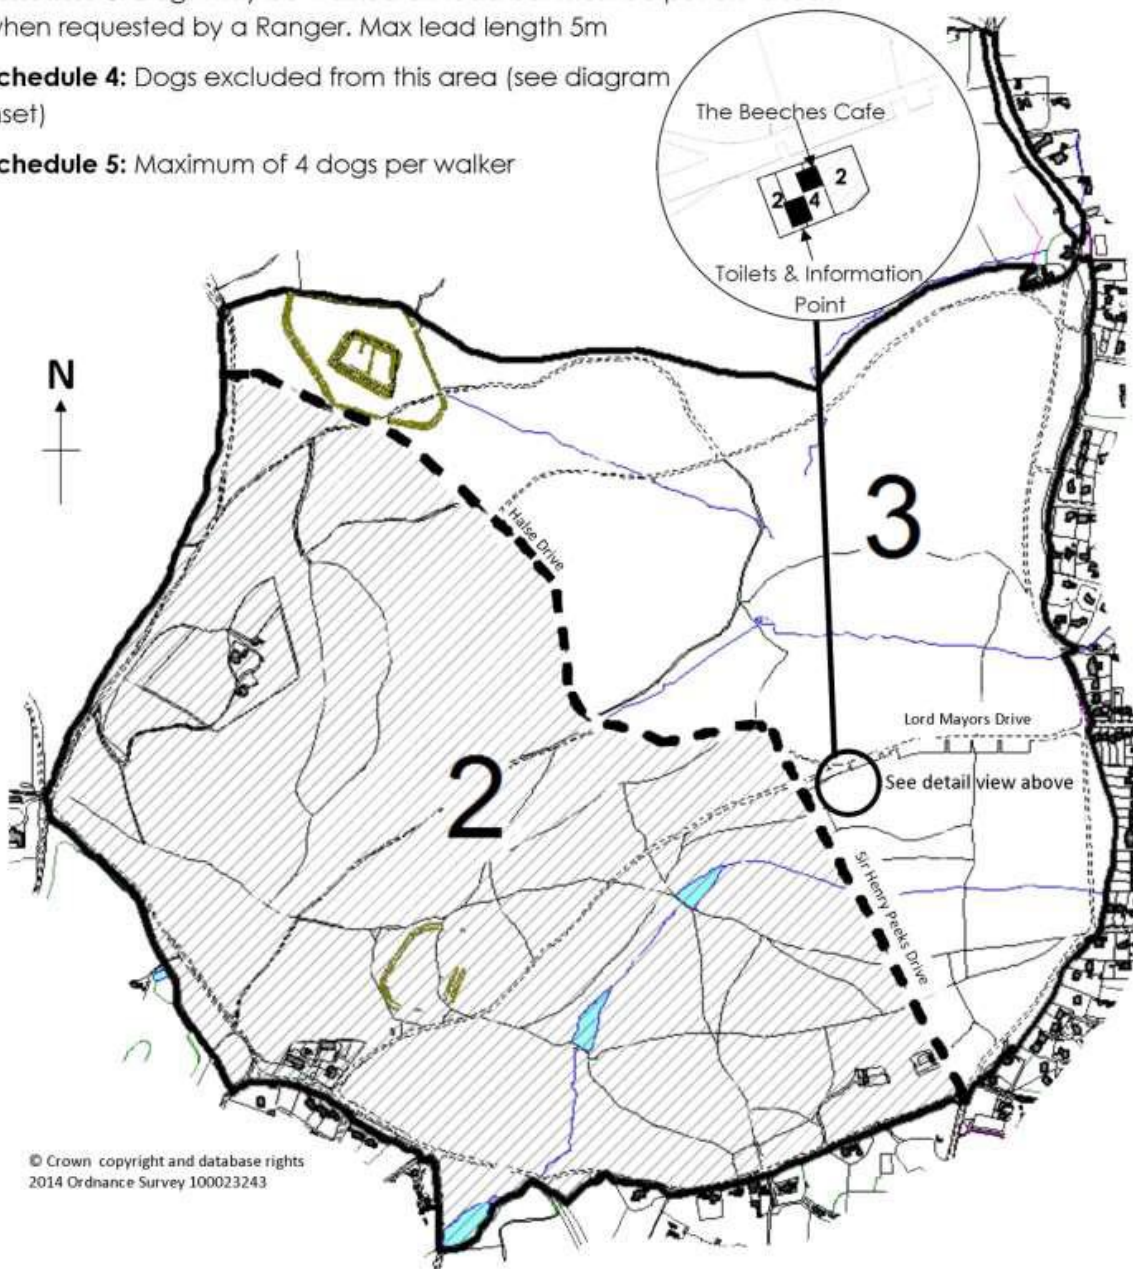 when requested by a Ranger. Max lead length 5m
chedule 4: Dogs excluded from this area (see diagram
set)
chedule 5: Maximum of 4 dogs per walker
The Beeches Cafe
2
2
4
Toilets & Information
Point
N
3
Halse Drive
Lord Mayors Drive
See detail view above
2
Sir Henry Peeks Drive
© Crown copyright and database rights
2014 Ordnance Survey 100023243